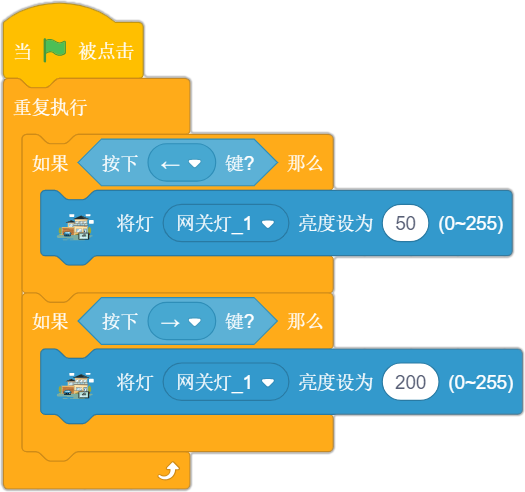 当 被点击
重复执行
如果 按下 ← 键? 那么
将灯 网关灯_1 亮度设为 50 (0~255)
如果 按下 → 键? 那么
将灯 网关灯_1 亮度设为 200 (0~255)